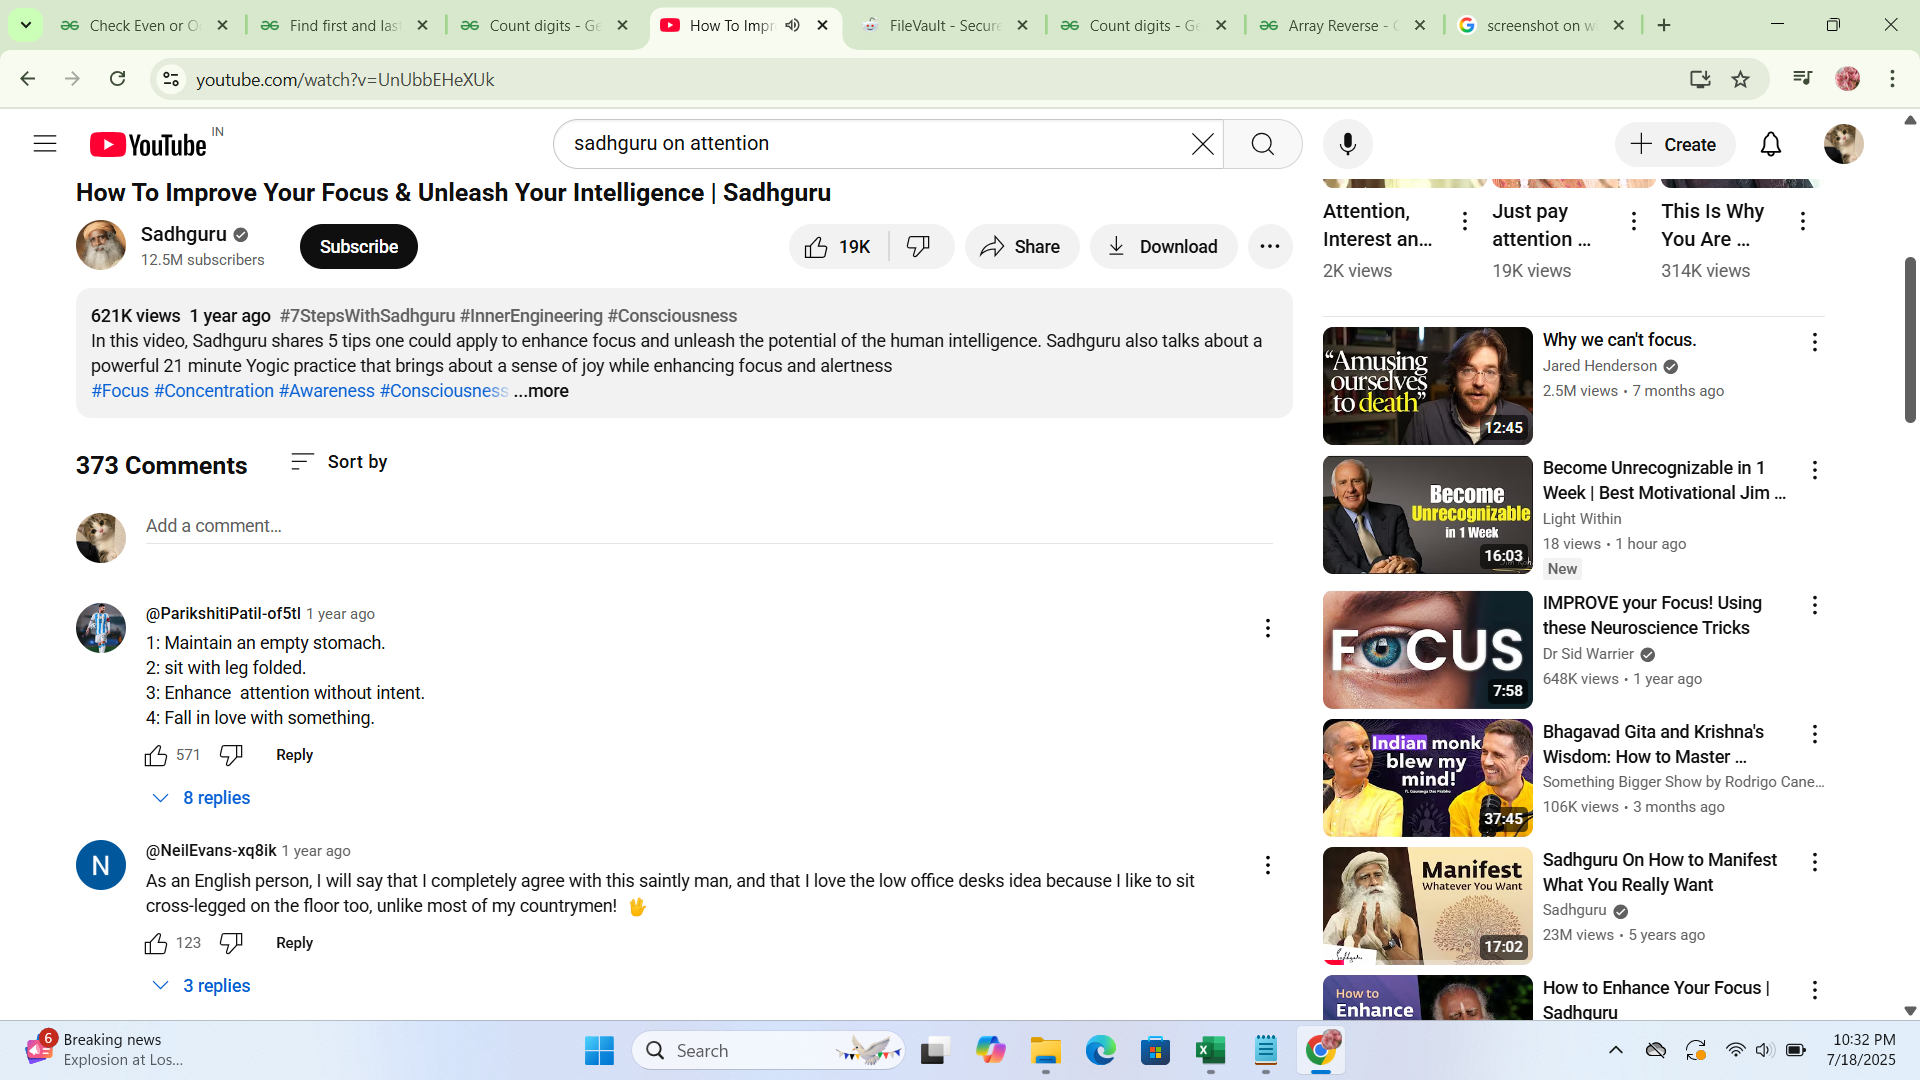 Check Even or O
Find first and las
Count digits - Ge
How To Impr
FileVault - Secure
Count digits - Ge
Array Reverse - G
screenshot on wi
youtube.com/watch?v=UnUbbEHeXUk
YouTube IN
sadhguru on attention
Create
How To Improve Your Focus & Unleash Your Intelligence | Sadhguru
Sadhguru
12.5M subscribers
Subscribe
19K
Share
Download
621K views 1 year ago #7StepsWithSadhguru #InnerEngineering #Consciousness
In this video, Sadhguru shares 5 tips one could apply to enhance focus and unleash the potential of the human intelligence. Sadhguru also talks about a
powerful 21 minute Yogic practice that brings about a sense of joy while enhancing focus and alertness
#Focus #Concentration #Awareness #Consciousness ...more
373 Comments
Sort by
Add a comment...
@ParikshitiPatil-of5tl 1 year ago
1: Maintain an empty stomach.
2: sit with leg folded.
3: Enhance  attention without intent.
4: Fall in love with something.
571
Reply
8 replies
N
@NeilEvans-xq8ik 1 year ago
As an English person, I will say that I completely agree with this saintly man, and that I love the low office desks idea because I like to sit
cross-legged on the floor too, unlike most of my countrymen! 🖖
123
Reply
3 replies
Attention,
Interest an...
2K views
Just pay
attention ...
19K views
This Is Why
You Are ...
314K views
"Amusing
ourselves
to death"
12:45
Why we can't focus.
Jared Henderson
2.5M views • 7 months ago
Become
Unrecognizable
in 1 Week
16:03
Become Unrecognizable in 1
Week | Best Motivational Jim ...
Light Within
18 views • 1 hour ago
New
FOCUS
7:58
IMPROVE your Focus! Using
these Neuroscience Tricks
Dr Sid Warrier
648K views • 1 year ago
Indian monk
blew my
mind!
37:45
Bhagavad Gita and Krishna's
Wisdom: How to Master ...
Something Bigger Show by Rodrigo Cane...
106K views • 3 months ago
Manifest
Whatever You Want
Sadhguru
17:02
Sadhguru On How to Manifest
What You Really Want
Sadhguru
23M views • 5 years ago
How to
Enhance
How to Enhance Your Focus |
Sadhguru
6
Breaking news
Explosion at Los...
Search
10:32 PM
7/18/2025